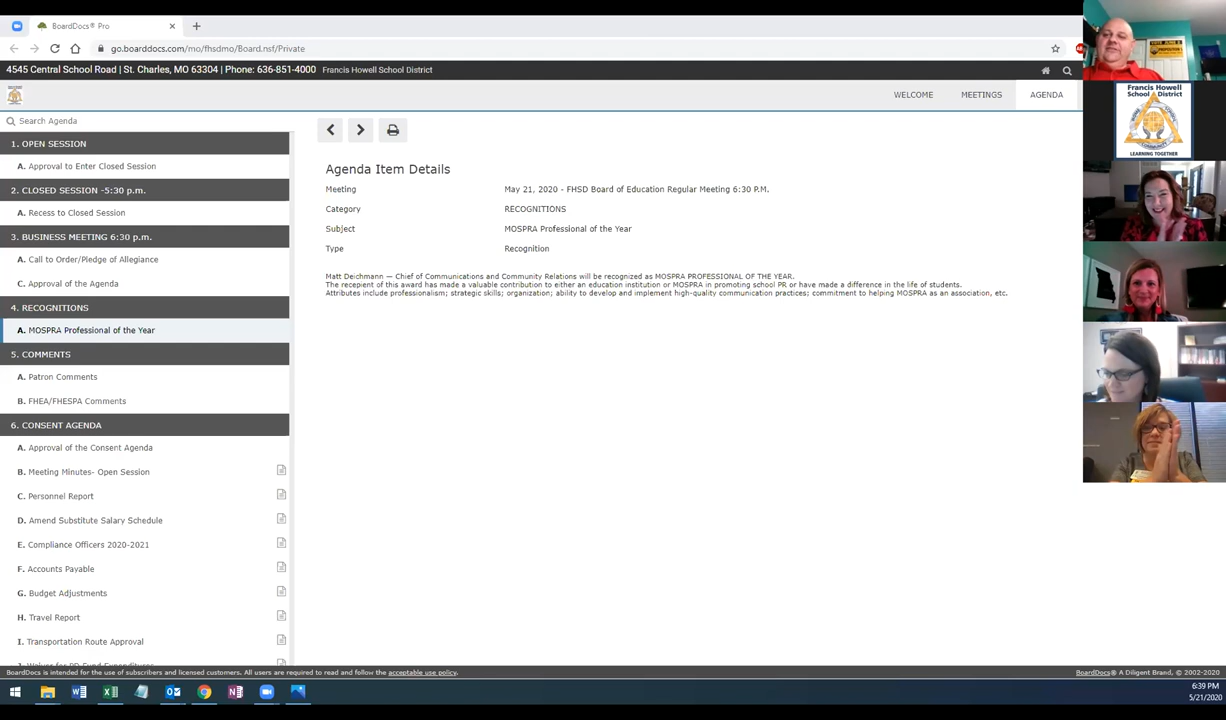 BoardDocs® Pro
go.boarddocs.com/mo/fhsdmo/Board.nsf/Private
4545 Central School Road | St. Charles, MO 63304 | Phone: 636-851-4000 Francis Howell School District
WELCOME MEETINGS AGENDA
Search Agenda
1. OPEN SESSION
A. Approval to Enter Closed Session
2. CLOSED SESSION -5:30 p.m.
A. Recess to Closed Session
3. BUSINESS MEETING 6:30 p.m.
A. Call to Order/Pledge of Allegiance
C. Approval of the Agenda
4. RECOGNITIONS
A. MOSPRA Professional of the Year
5. COMMENTS
A. Patron Comments
B. FHEA/FHESPA Comments
6. CONSENT AGENDA
A. Approval of the Consent Agenda
B. Meeting Minutes- Open Session
C. Personnel Report
D. Amend Substitute Salary Schedule
E. Compliance Officers 2020-2021
F. Accounts Payable
G. Budget Adjustments
H. Travel Report
I. Transportation Route Approval
J. Waiver for PD Fund Expenditures
Agenda Item Details
Meeting May 21, 2020 - FHSD Board of Education Regular Meeting 6:30 P.M.
Category RECOGNITIONS
Subject MOSPRA Professional of the Year
Type Recognition
Matt Deichmann — Chief of Communications and Community Relations will be recognized as MOSPRA PROFESSIONAL OF THE YEAR.
The recepient of this award has made a valuable contribution to either an education institution or MOSPRA in promoting school PR or have made a difference in the life of students.
Attributes include professionalism; strategic skills; organization; ability to develop and implement high-quality communication practices; commitment to helping MOSPRA as an association, etc.
Francis Howell
School District
COMMUNITY
LEARNING TOGETHER
BoardDocs is intended for the use of subscribers and licensed customers. All users are required to read and follow the acceptable use policy.
BoardDocs® A Diligent Brand, © 2002-2020
6:39 PM
5/21/2020